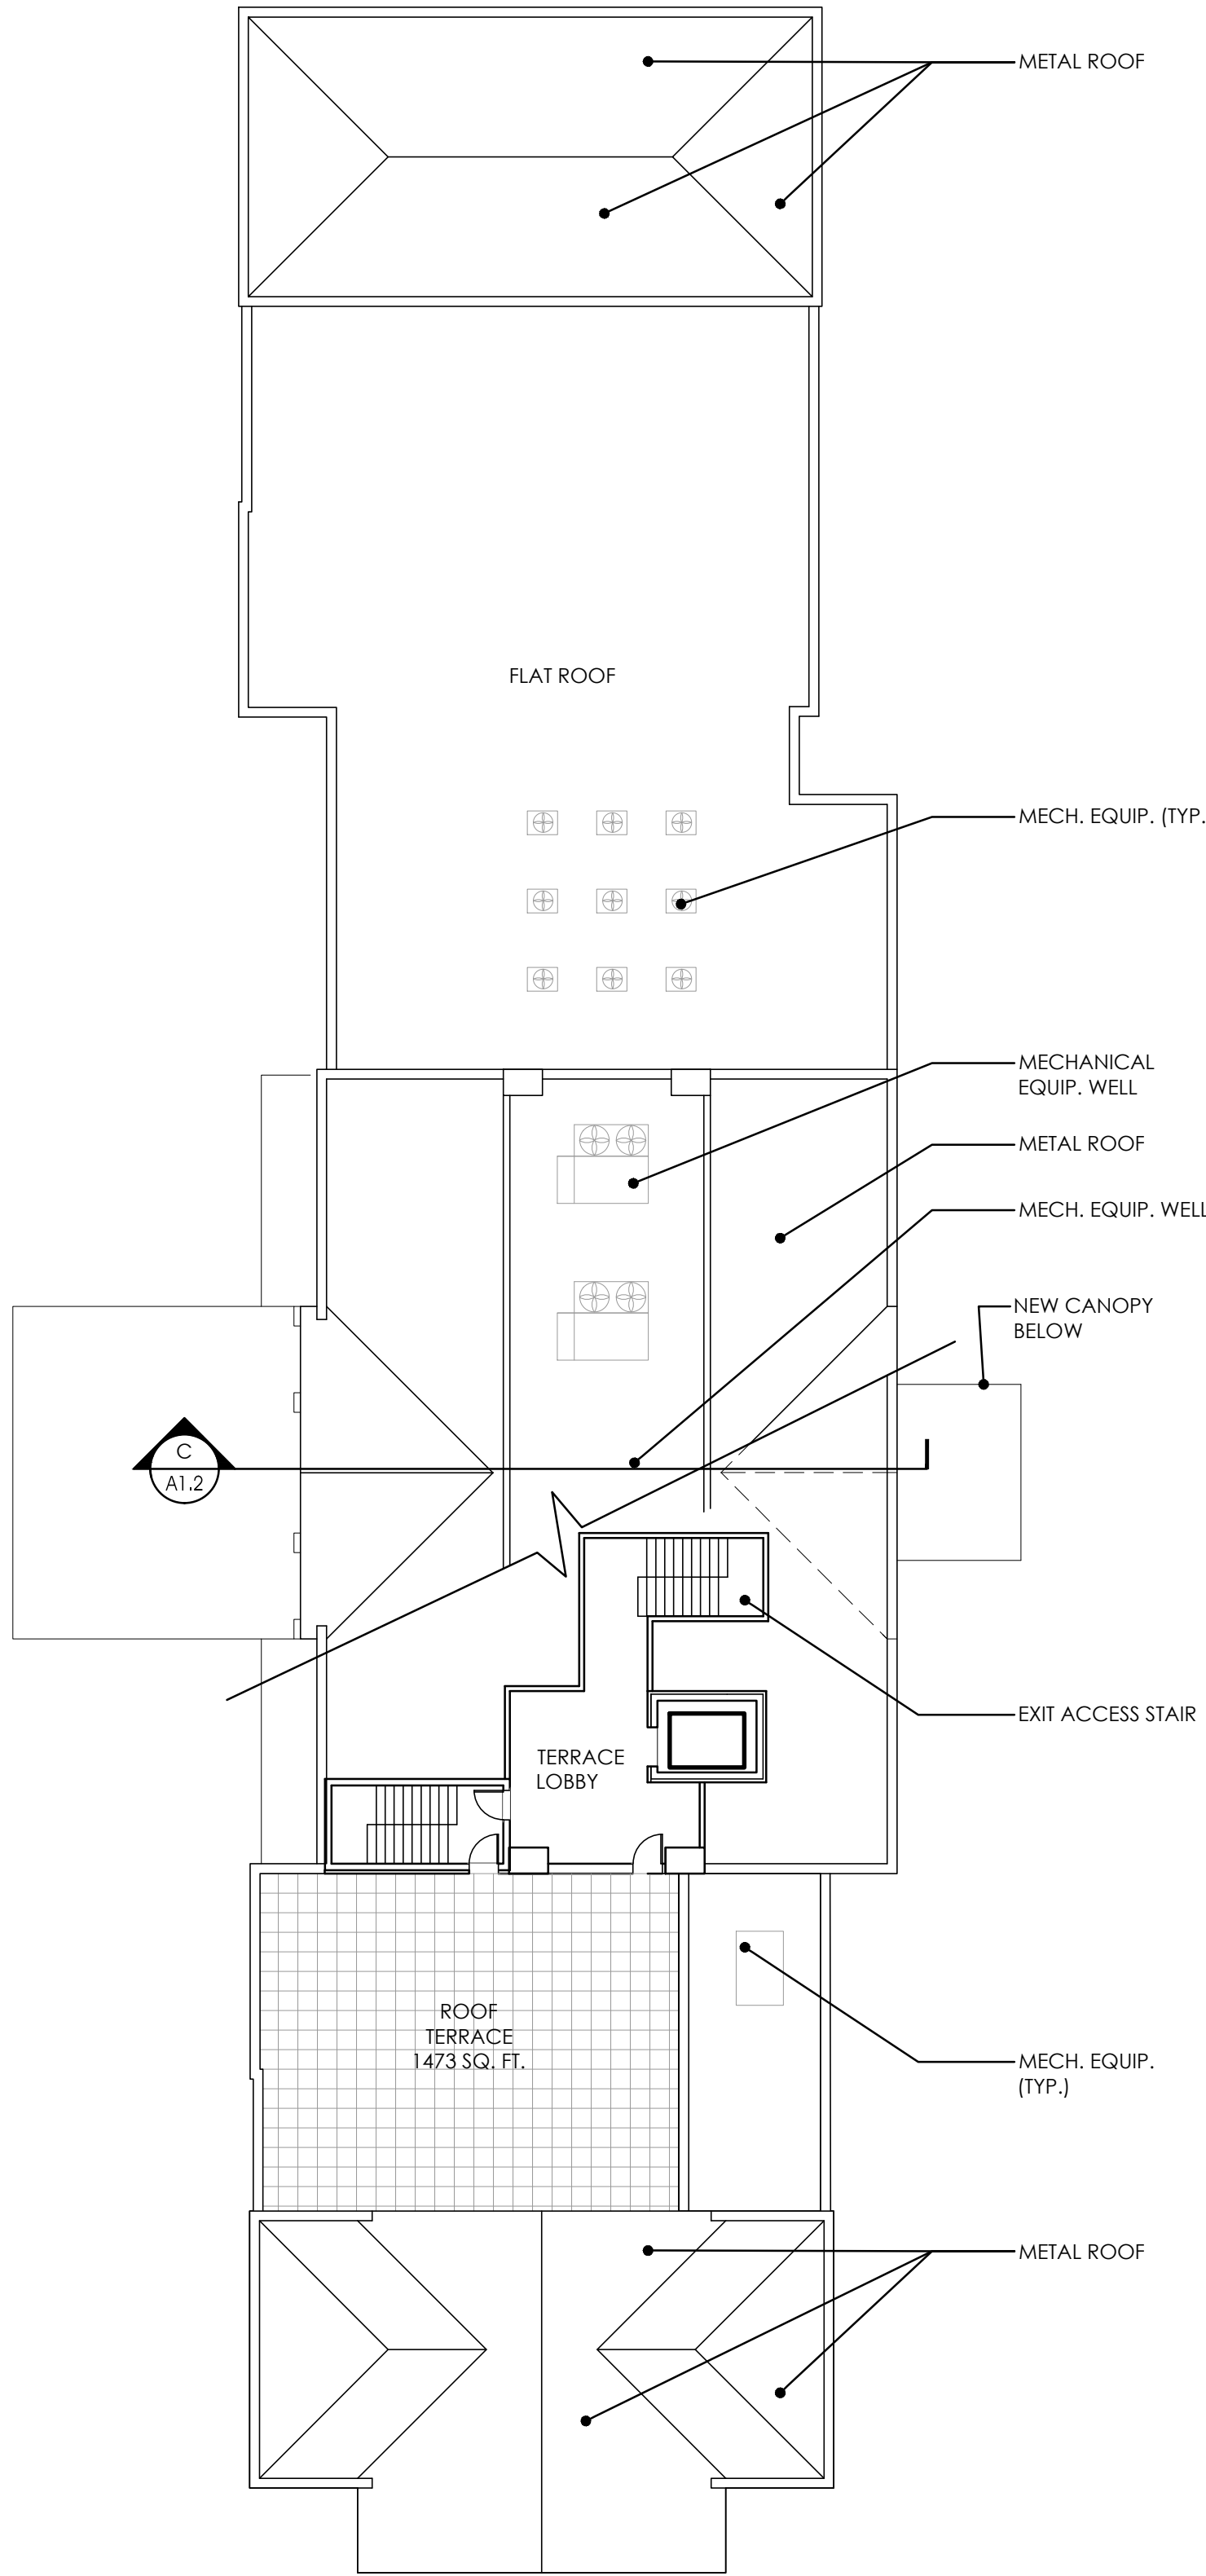 METAL ROOF
FLAT ROOF
MECH. EQUIP. (TYP.
MECHANICAL
EQUIP. WELL
METAL ROOF
MECH. EQUIP. WELL
NEW CANOPY
BELOW
C
A1.2
EXIT ACCESS STAIR
TERRACE
LOBBY
ROOF
TERRACE
1473 SQ. FT.
MECH. EQUIP.
(TYP.)
METAL ROOF